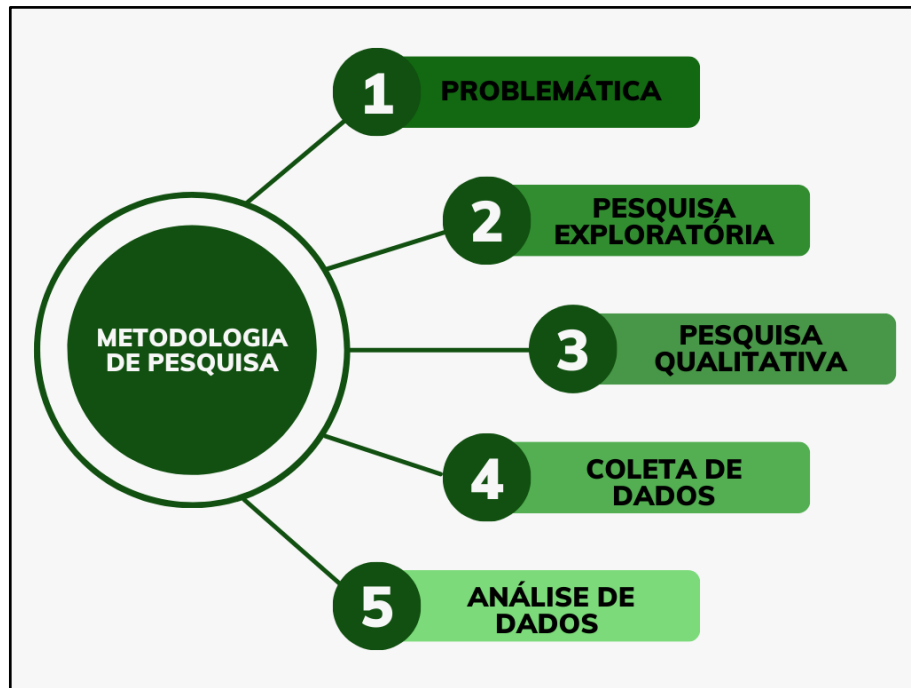 1
PROBLEMÁTICA
2
PESQUISA
EXPLORATÓRIA
METODOLOGIA
DE PESQUISA
3
PESQUISA
QUALITATIVA
4
COLETA DE
DADOS
5
ANÁLISE DE
DADOS